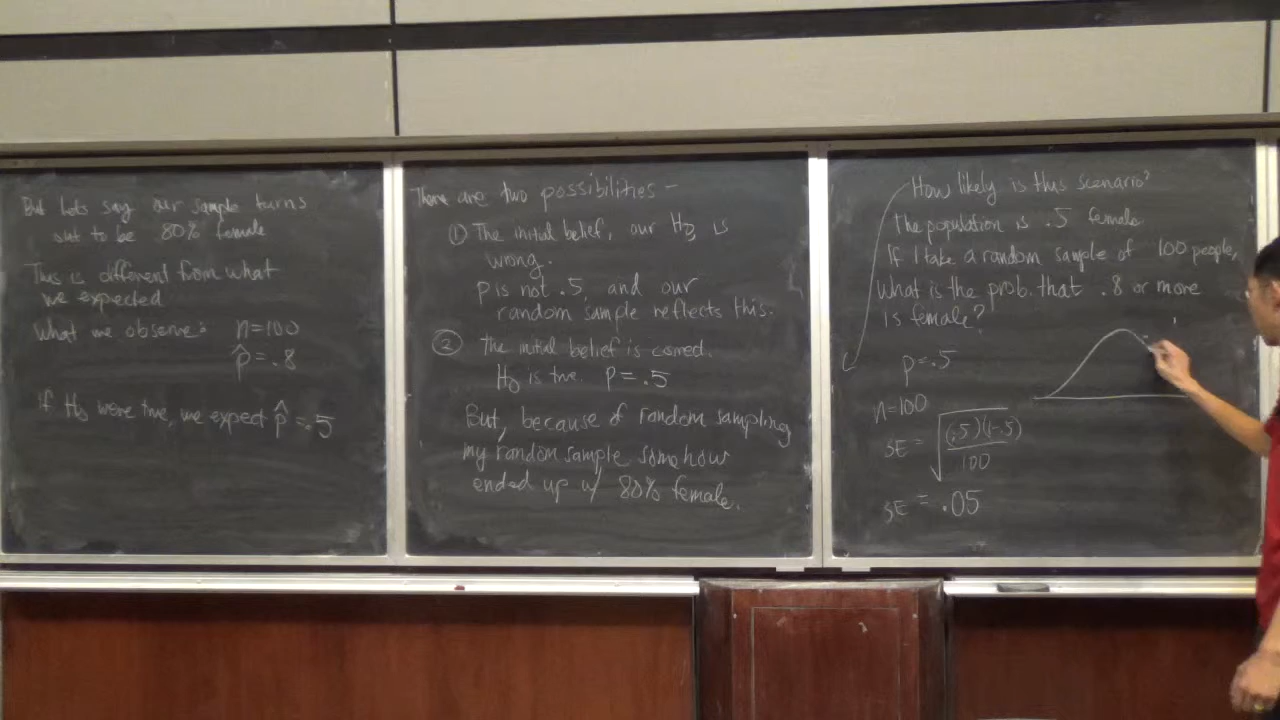 But lets say our sample turns
out to be 80% female
This is different from what
we expected
What we observe: n=100
p̂=.8
If H₀ were true, we expect p̂=.5
There are two possibilities -
① The initial belief, our H₀, is
wrong.
p is not .5, and our
random sample reflects this.
② The initial belief is correct.
H₀ is true. p=.5
But, because of random sampling
my random sample somehow
ended up w/ 80% female.
How likely is this scenario?
The population is .5 female
If I take a random sample of 100 people,
what is the prob. that .8 or more
is female?
p=.5
n=100
SE = √((.5)(1-.5)/100)
SE = .05